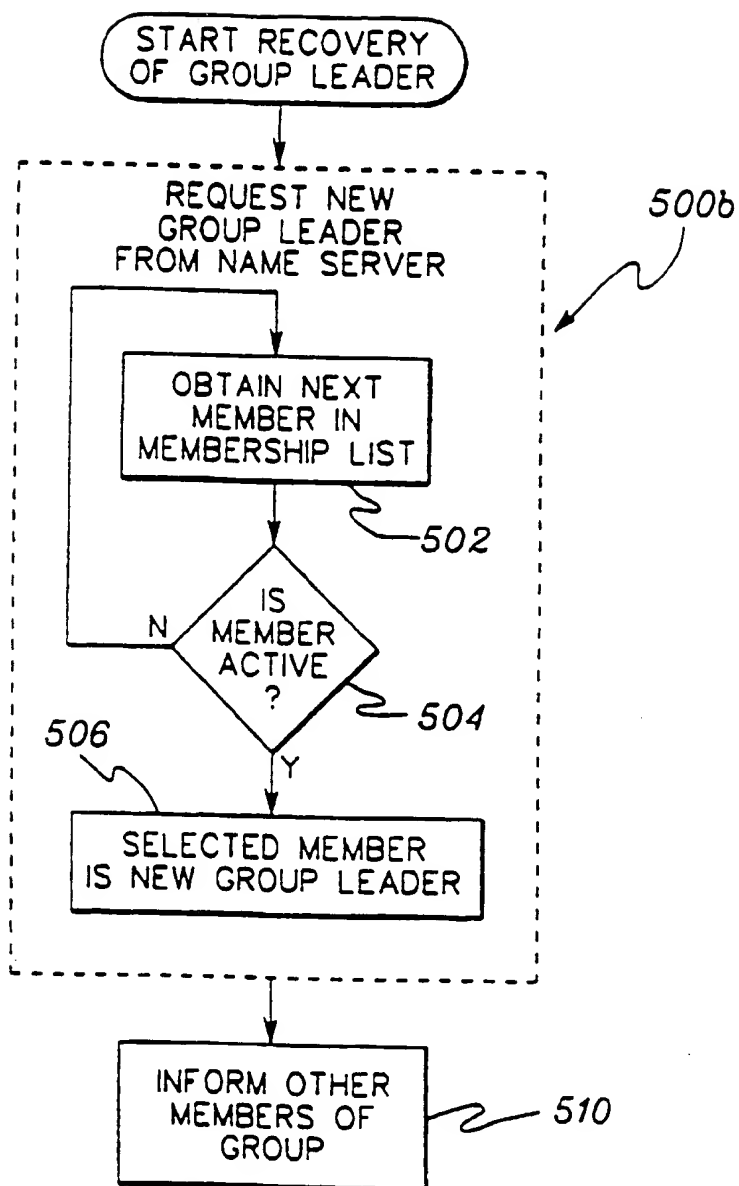 START RECOVERY
OF GROUP LEADER
REQUEST NEW
GROUP LEADER
FROM NAME SERVER
500b
OBTAIN NEXT
MEMBER IN
MEMBERSHIP LIST
502
IS
MEMBER
ACTIVE
?
N
504
Y
506
SELECTED MEMBER
IS NEW GROUP LEADER
INFORM OTHER
MEMBERS OF
GROUP
510